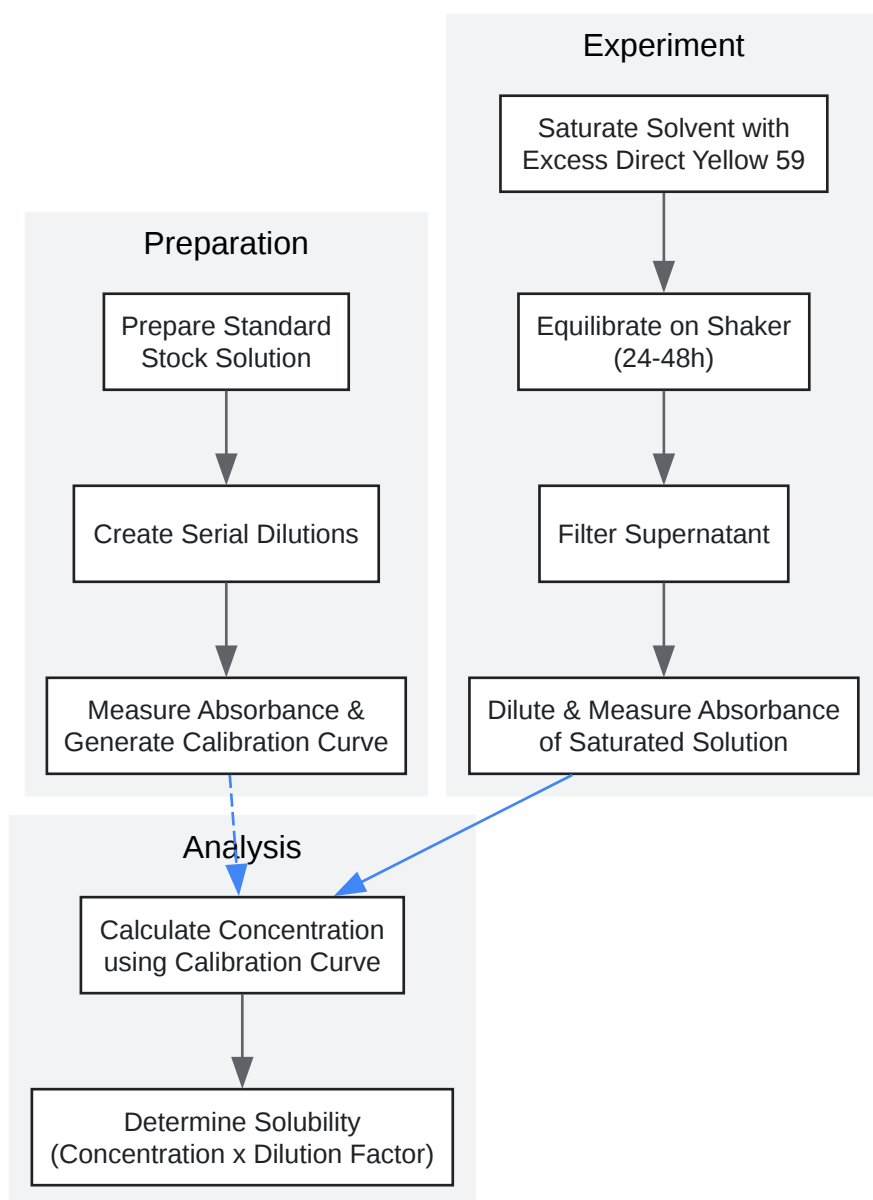 Experiment
Saturate Solvent with
Excess Direct Yellow 59
Equilibrate on Shaker
(24-48h)
Filter Supernatant
Dilute & Measure Absorbance
of Saturated Solution
Preparation
Prepare Standard
Stock Solution
Create Serial Dilutions
Measure Absorbance &
Generate Calibration Curve
Analysis
Calculate Concentration
using Calibration Curve
Determine Solubility
(Concentration x Dilution Factor)